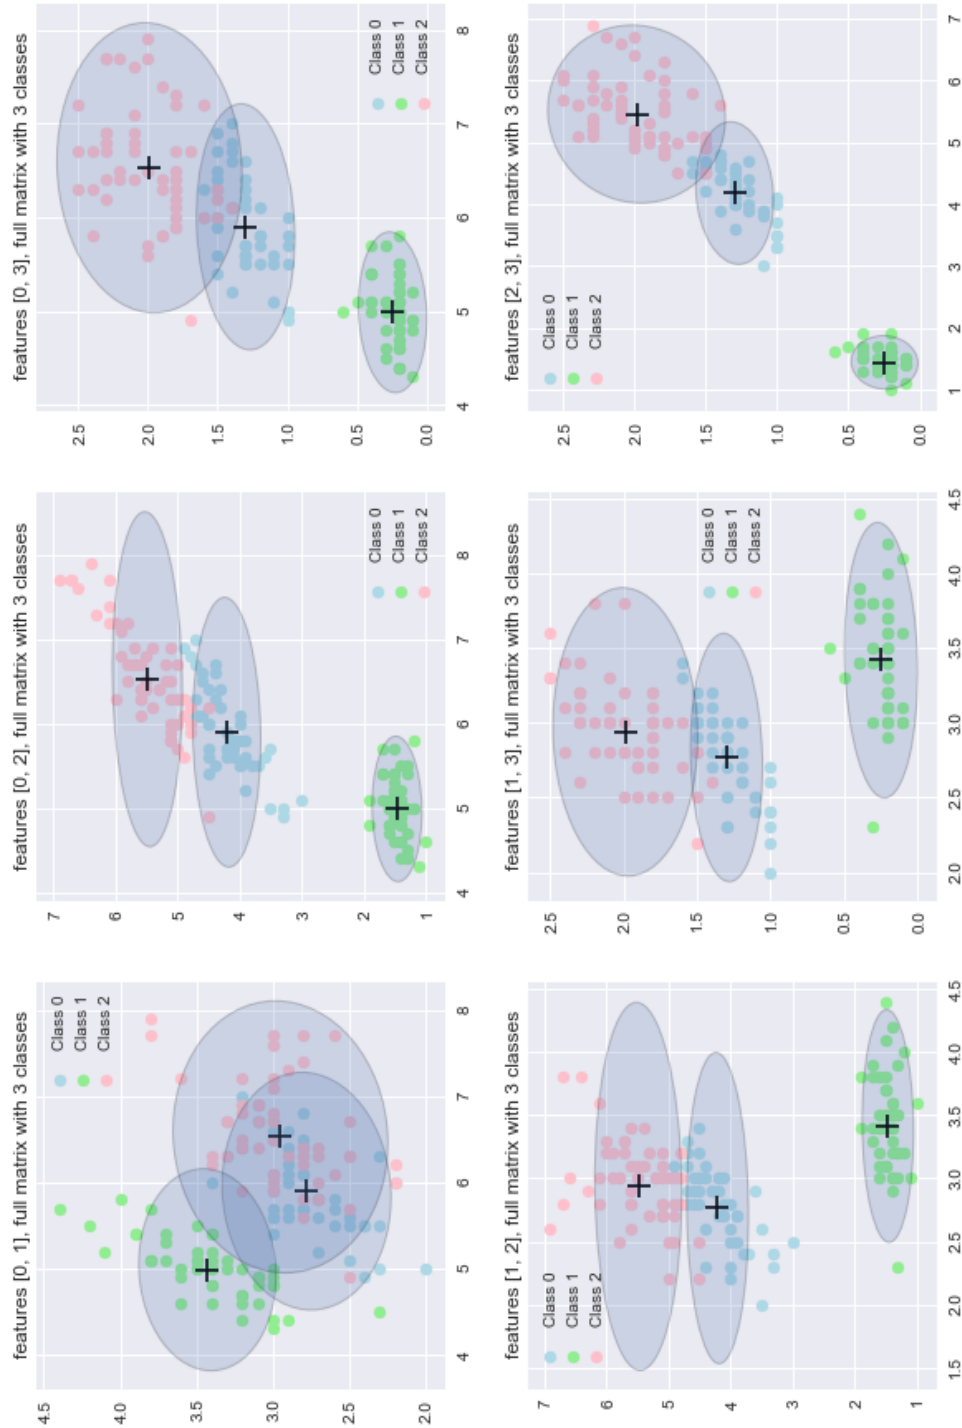 features [0, 1], full matrix with 3 classes
Class 0
Class 1
Class 2
4.0
3.5
3.0
2.5
2.0
4 5 6 7 8
features [0, 2], full matrix with 3 classes
7
6
5
4
3
2
1
Class 0
Class 1
Class 2
4 5 6 7 8
features [0, 3], full matrix with 3 classes
2.5
2.0
1.5
1.0
0.5
0.0
Class 0
Class 1
Class 2
4 5 6 7 8
features [1, 2], full matrix with 3 classes
Class 0
Class 1
Class 2
7
6
5
4
3
2
1
1.5 2.0 2.5 3.0 3.5 4.0 4.5
features [1, 3], full matrix with 3 classes
2.5
2.0
1.5
1.0
0.5
0.0
Class 0
Class 1
Class 2
2.0 2.5 3.0 3.5 4.0 4.5
features [2, 3], full matrix with 3 classes
Class 0
Class 1
Class 2
2.5
2.0
1.5
1.0
0.5
0.0
1 2 3 4 5 6 7